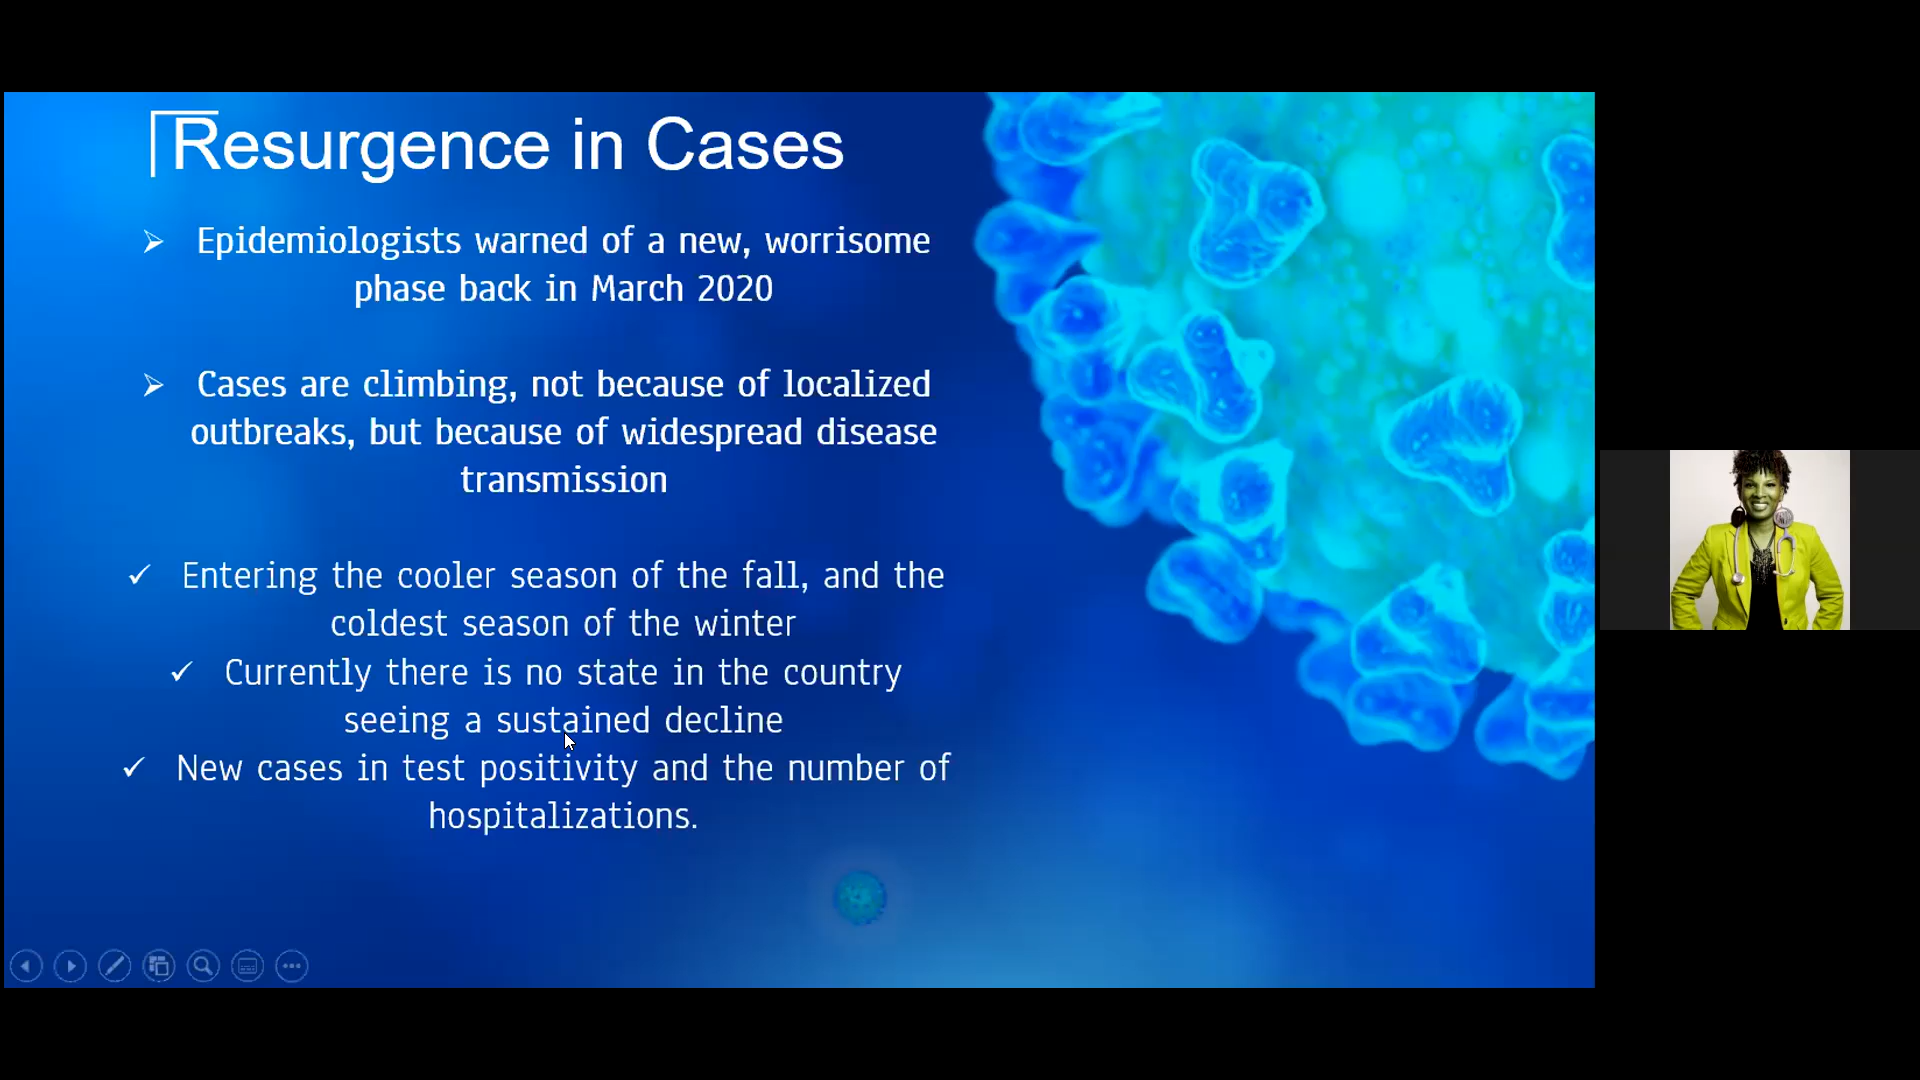 Resurgence in Cases
➢ Epidemiologists warned of a new, worrisome
phase back in March 2020
➢ Cases are climbing, not because of localized
outbreaks, but because of widespread disease
transmission
✓ Entering the cooler season of the fall, and the
coldest season of the winter
✓ Currently there is no state in the country
seeing a sustained decline
✓ New cases in test positivity and the number of
hospitalizations.